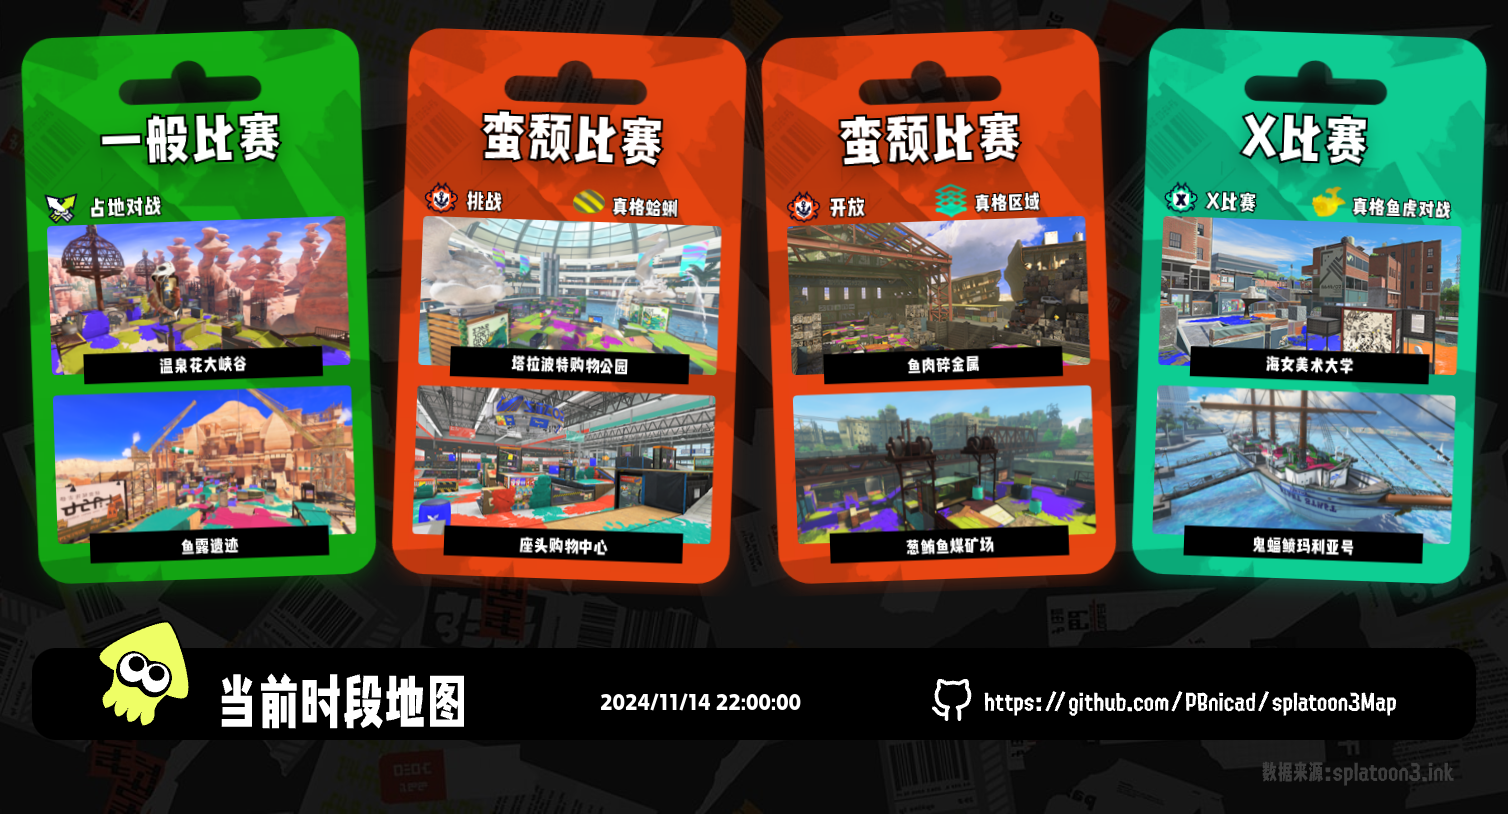 一般比赛
占地对战
温泉花大峡谷
鱼露遗迹
蛮颓比赛
挑战
真格蛤蜊
塔拉波特购物公园
座头购物中心
蛮颓比赛
开放
真格区域
鱼肉碎金属
葱鲔鱼煤矿场
X比赛
X比赛
真格鱼虎对战
海女美术大学
鬼蝠鲼玛利亚号
当前时段地图
2024/11/14 22:00:00
https://github.com/PBnicad/splatoon3Map
数据来源:splatoon3.ink